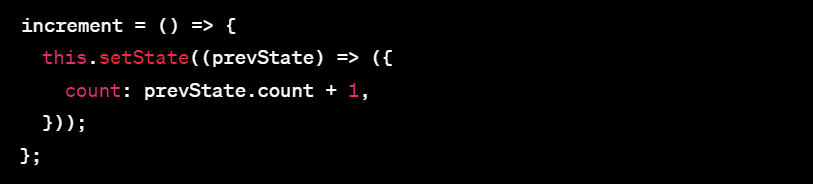 increment = () => {
  this.setState((prevState) => ({
    count: prevState.count + 1,
  }));
};